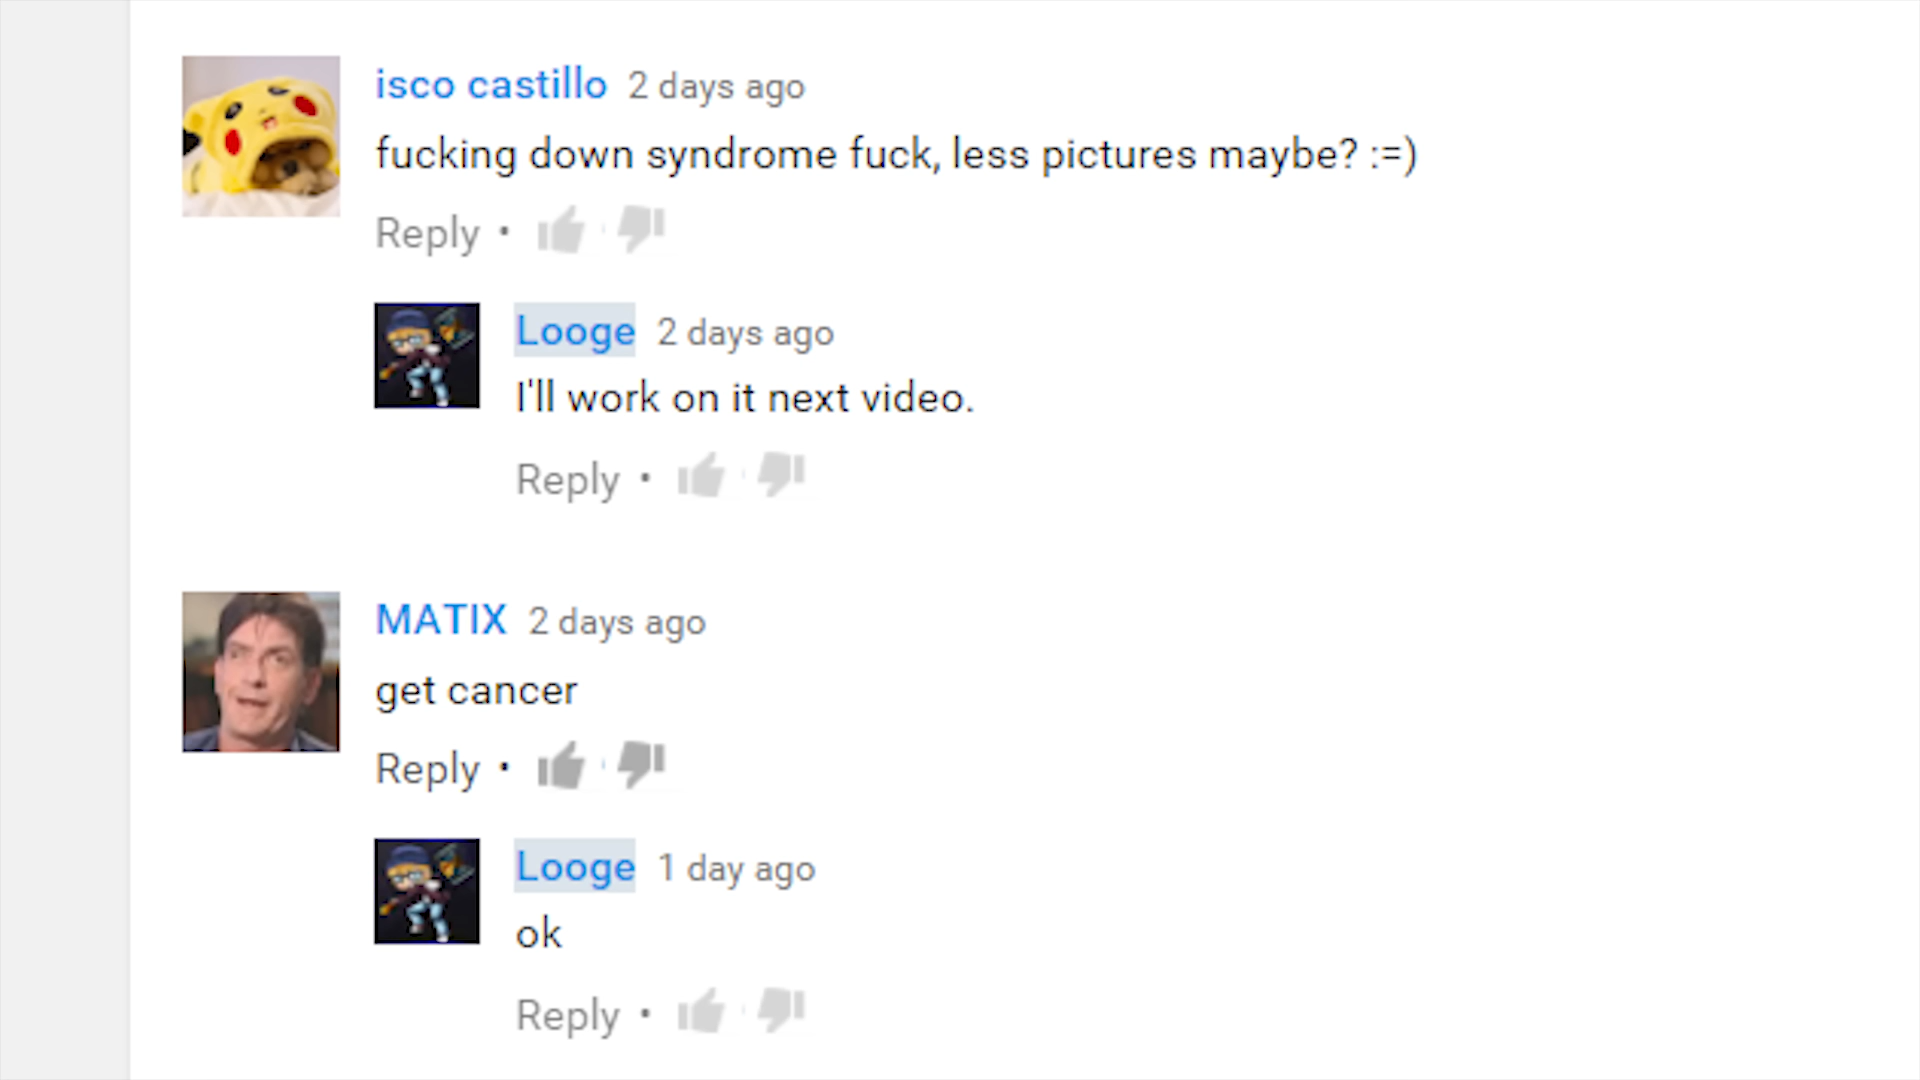 isco castillo 2 days ago
fucking down syndrome fuck, less pictures maybe? :=)
Reply •
Looge 2 days ago
I'll work on it next video.
Reply •
MATIX 2 days ago
get cancer
Reply •
Looge 1 day ago
ok
Reply •